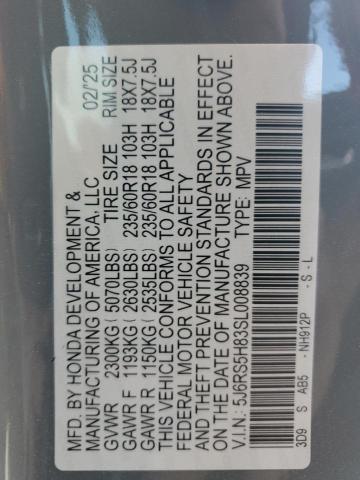 MFD. BY HONDA DEVELOPMENT &
MANUFACTURING OF AMERICA, LLC 02/'25
GVWR 2300KG ( 5070LBS) TIRE SIZE RIM SIZE
GAWR F 1193KG ( 2630LBS) 235/60R18 103H 18X7.5J
GAWR R 1150KG ( 2535LBS) 235/60R18 103H 18X7.5J
THIS VEHICLE CONFORMS TO ALL APPLICABLE
FEDERAL MOTOR VEHICLE SAFETY
AND THEFT PREVENTION STANDARDS IN EFFECT
ON THE DATE OF MANUFACTURE SHOWN ABOVE.
V.I.N.: 5J6RS5H83SL008839 TYPE: MPV
3D9 S AB5 - NH912P - S - L